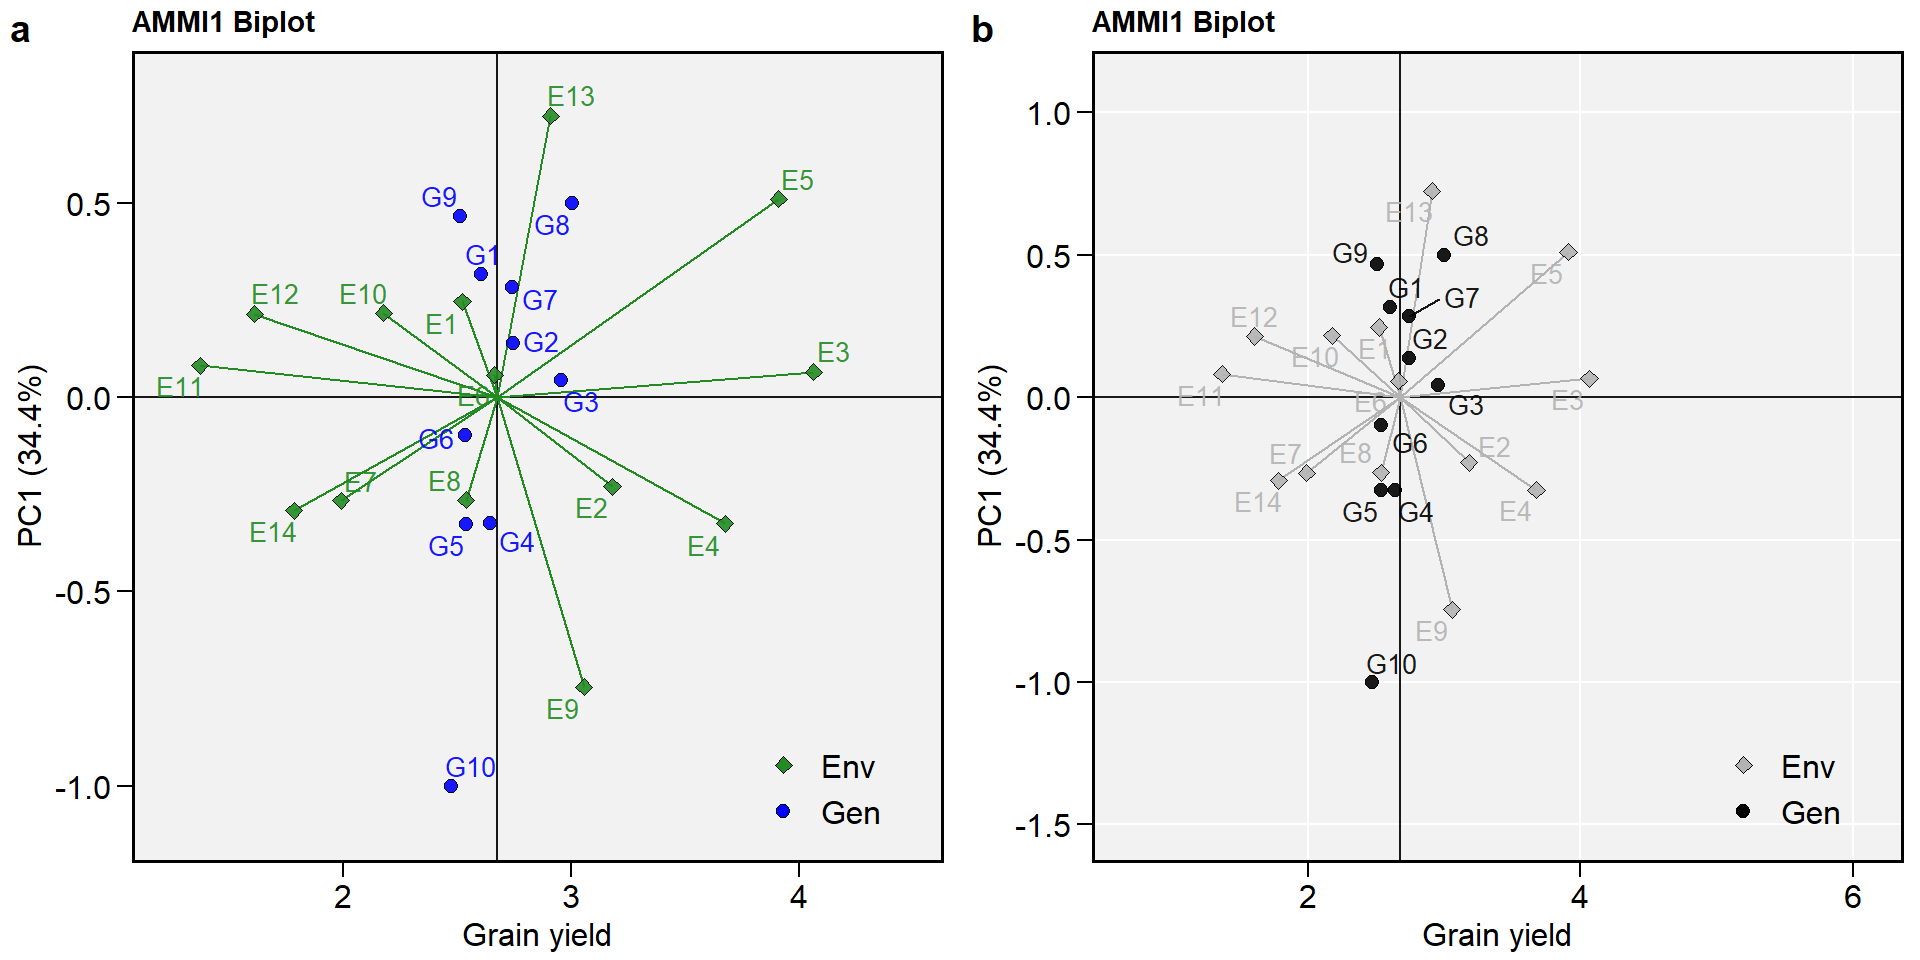 a
AMMI1 Biplot
E13
E5
G9
G8
G1
E12
E10
G7
E1
G2
E3
E11
E6
G3
G6
E7
E8
E2
E14
G5
G4
E4
E9
G10
Env
Gen
0.5
0.0
-0.5
-1.0
PC1 (34.4%)
2 3 4
Grain yield
b
AMMI1 Biplot
E13
G8
G9
E5
G1
G7
E12
G2
E10
E1
E11
E6
G3
E3
G6
E7
E8
E2
E14
G5
G4
E4
E9
G10
Env
Gen
1.0
0.5
0.0
-0.5
-1.0
-1.5
PC1 (34.4%)
2 4 6
Grain yield